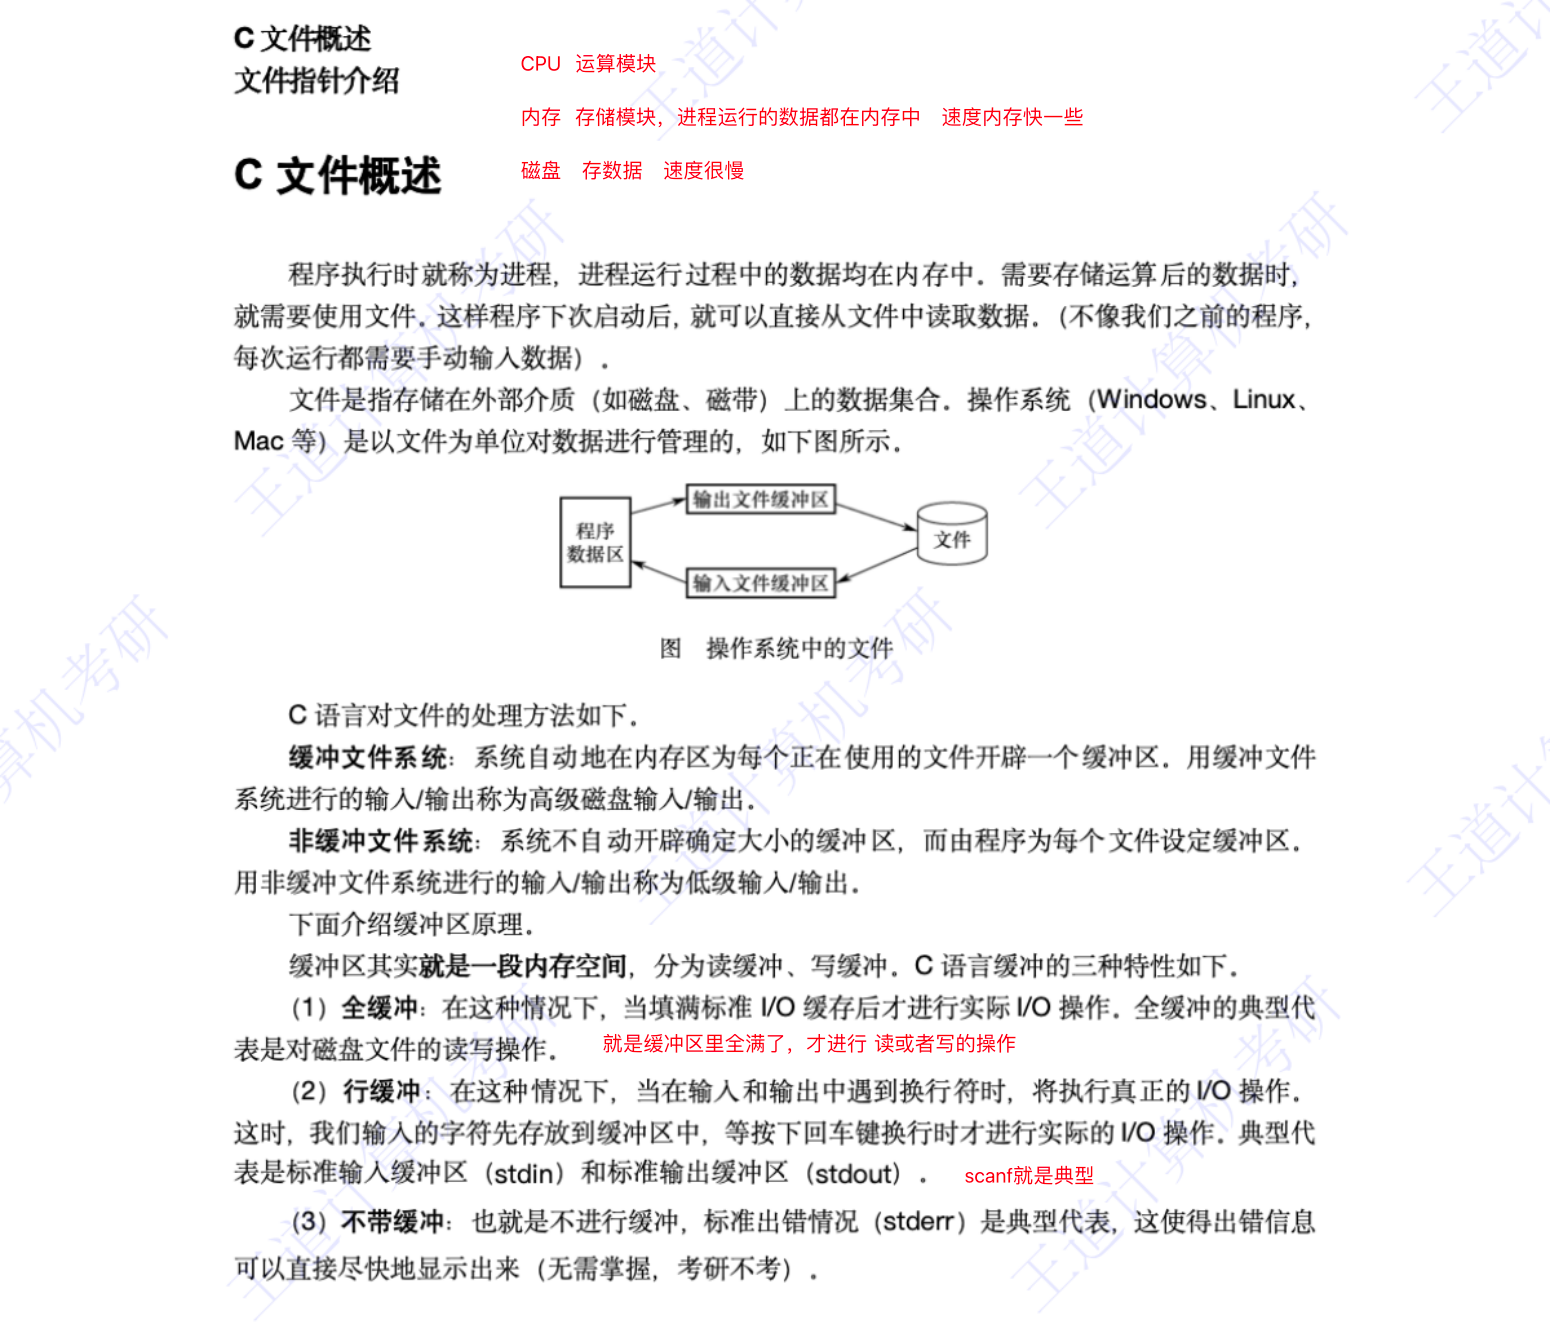 C 文件概述
文件指针介绍
CPU 运算模块
内存 存储模块，进程运行的数据都在内存中 速度内存快一些
磁盘 存数据 速度很慢
C 文件概述
程序执行时就称为进程，进程运行过程中的数据均在内存中。需要存储运算后的数据时，
就需要使用文件。这样程序下次启动后，就可以直接从文件中读取数据。（不像我们之前的程序，
每次运行都需要手动输入数据）。
文件是指存储在外部介质（如磁盘、磁带）上的数据集合。操作系统（Windows、Linux、
Mac 等）是以文件为单位对数据进行管理的，如下图所示。
程序
数据区
输出文件缓冲区
输入文件缓冲区
文件
图 操作系统中的文件
C 语言对文件的处理方法如下。
缓冲文件系统：系统自动地在内存区为每个正在使用的文件开辟一个缓冲区。用缓冲文件
系统进行的输入/输出称为高级磁盘输入/输出。
非缓冲文件系统：系统不自动开辟确定大小的缓冲区，而由程序为每个文件设定缓冲区。
用非缓冲文件系统进行的输入/输出称为低级输入/输出。
下面介绍缓冲区原理。
缓冲区其实就是一段内存空间，分为读缓冲、写缓冲。C 语言缓冲的三种特性如下。
（1）全缓冲：在这种情况下，当填满标准 I/O 缓存后才进行实际 I/O 操作。全缓冲的典型代
表是对磁盘文件的读写操作。
就是缓冲区里全满了，才进行 读或者写的操作
（2）行缓冲：在这种情况下，当在输入和输出中遇到换行符时，将执行真正的 I/O 操作。
这时，我们输入的字符先存放到缓冲区中，等按下回车键换行时才进行实际的 I/O 操作。典型代
表是标准输入缓冲区（stdin）和标准输出缓冲区（stdout）。
scanf就是典型
（3）不带缓冲：也就是不进行缓冲，标准出错情况（stderr）是典型代表，这使得出错信息
可以直接尽快地显示出来（无需掌握，考研不考）。
王道计算机考研